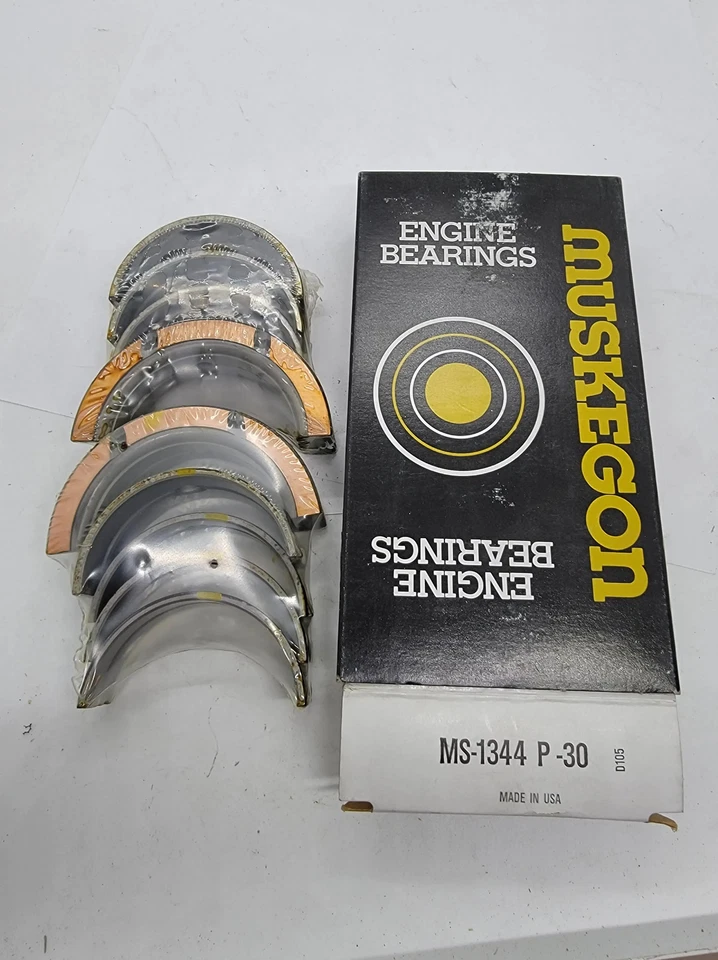 ENGINE
BEARINGS
MUSKEGON
ENGINE
BEARINGS
MS-1344 P -30
D105
MADE IN USA